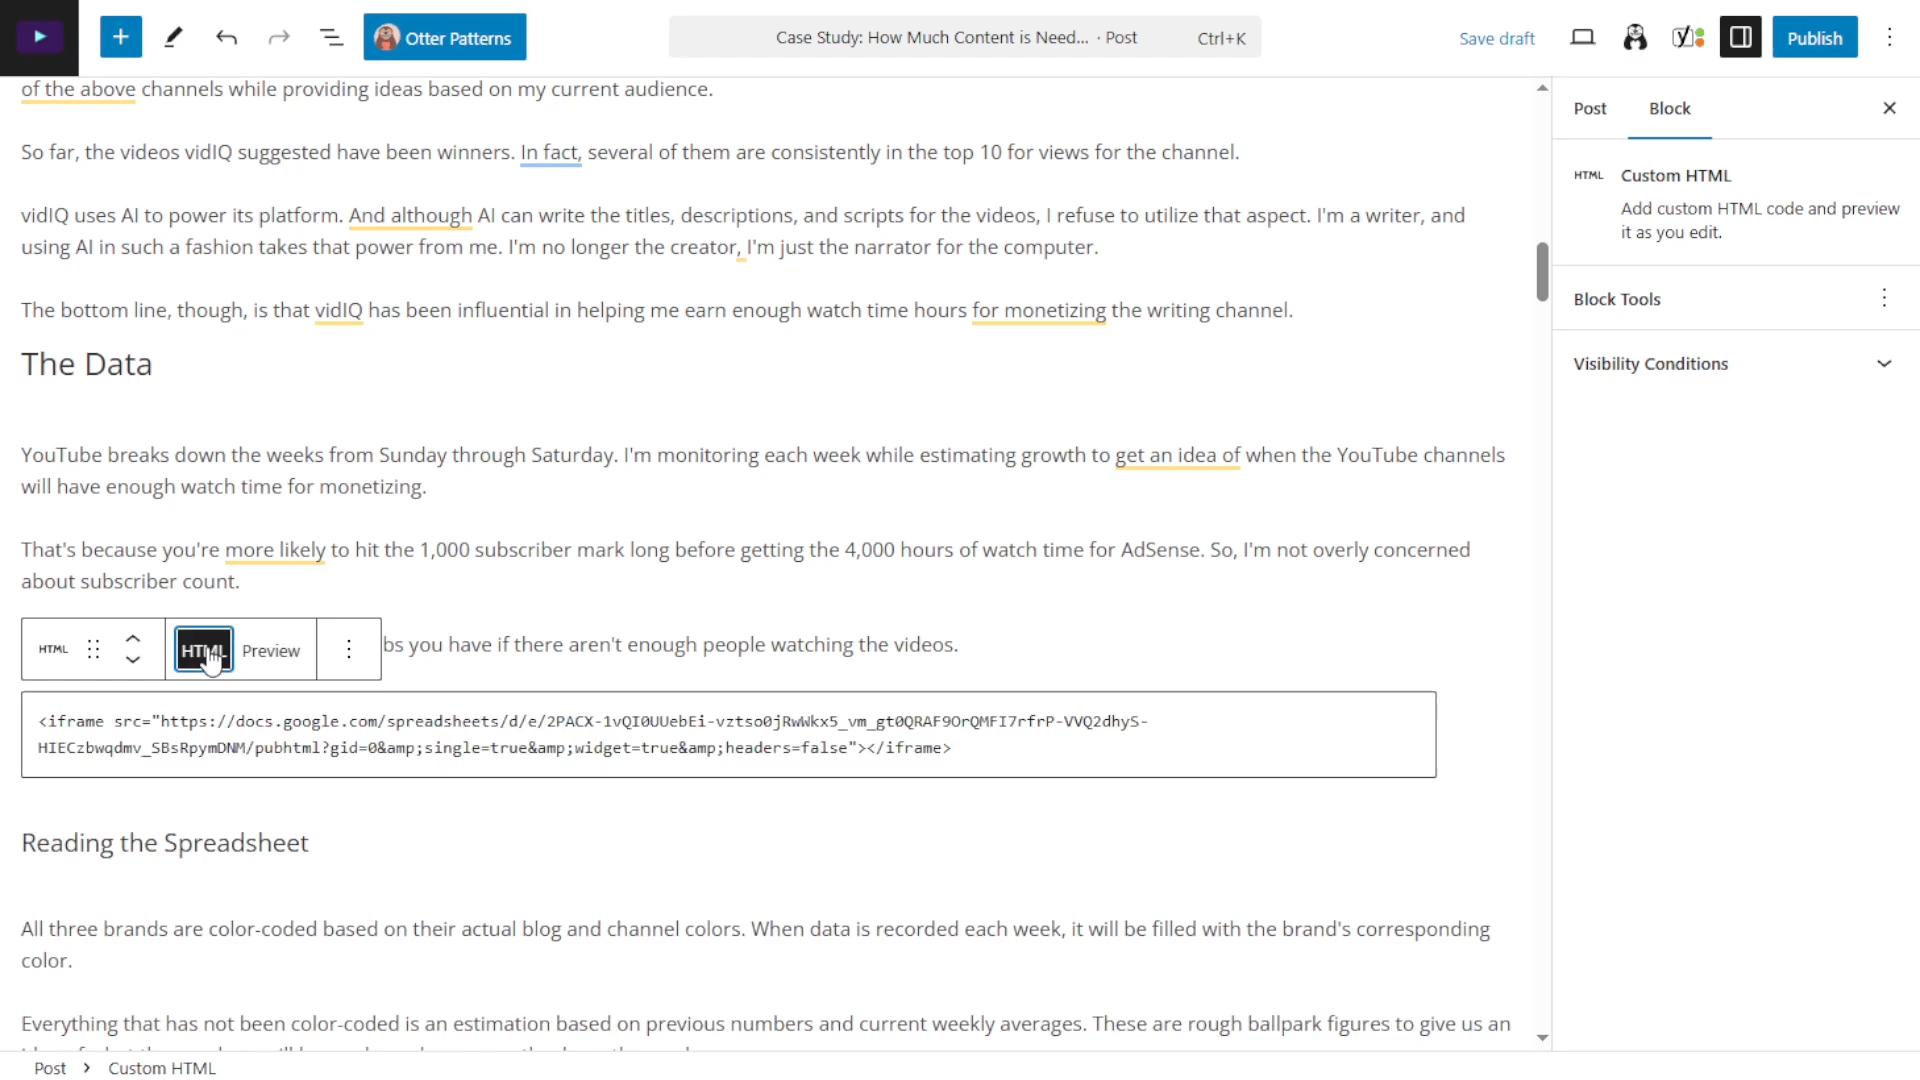 Otter Patterns
Case Study: How Much Content is Need... · Post Ctrl+K
Save draft
Publish
of the above channels while providing ideas based on my current audience.
So far, the videos vidIQ suggested have been winners. In fact, several of them are consistently in the top 10 for views for the channel.
vidIQ uses AI to power its platform. And although AI can write the titles, descriptions, and scripts for the videos, I refuse to utilize that aspect. I'm a writer, and
using AI in such a fashion takes that power from me. I'm no longer the creator, I'm just the narrator for the computer.
The bottom line, though, is that vidIQ has been influential in helping me earn enough watch time hours for monetizing the writing channel.
The Data
YouTube breaks down the weeks from Sunday through Saturday. I'm monitoring each week while estimating growth to get an idea of when the YouTube channels
will have enough watch time for monetizing.
That's because you're more likely to hit the 1,000 subscriber mark long before getting the 4,000 hours of watch time for AdSense. So, I'm not overly concerned
about subscriber count.
HTML HTML Preview
bs you have if there aren't enough people watching the videos.
<iframe src="https://docs.google.com/spreadsheets/d/e/2PACX-1vQI0UUebEi-vztso0jRwWkx5_vm_gt0QRAF9OrQMFI7rfrP-VVQ2dhyS-
HIECzbwqdmv_SBsRpymDNM/pubhtml?gid=0&amp;single=true&amp;widget=true&amp;headers=false"></iframe>
Reading the Spreadsheet
All three brands are color-coded based on their actual blog and channel colors. When data is recorded each week, it will be filled with the brand's corresponding
color.
Everything that has not been color-coded is an estimation based on previous numbers and current weekly averages. These are rough ballpark figures to give us an
Post Block
HTML Custom HTML
Add custom HTML code and preview
it as you edit.
Block Tools
Visibility Conditions
Post > Custom HTML